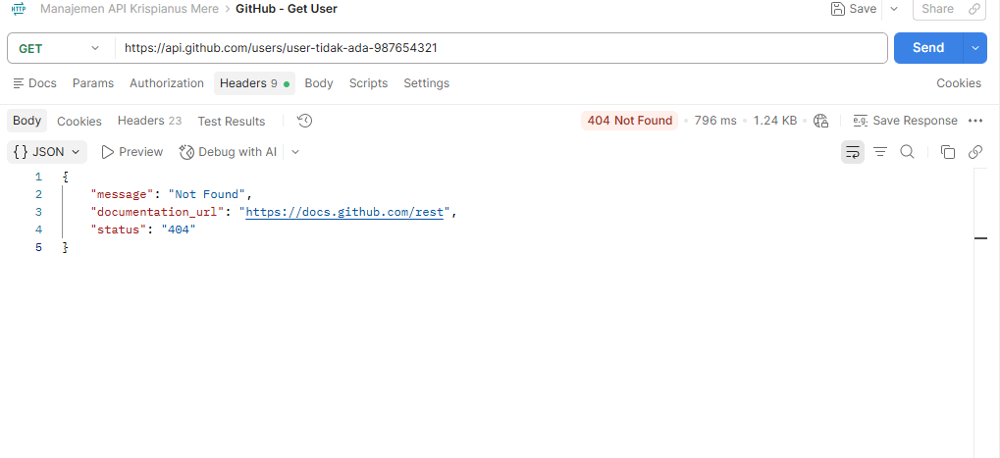 HTTP Manajemen API Krispianus Mere > GitHub - Get User Save Share
GET https://api.github.com/users/user-tidak-ada-987654321 Send
Docs Params Authorization Headers 9 Body Scripts Settings Cookies
Body Cookies Headers 23 Test Results 404 Not Found • 796 ms • 1.24 KB • e.g. Save Response
{} JSON Preview Debug with AI
1 {
2 "message": "Not Found",
3 "documentation_url": "https://docs.github.com/rest",
4 "status": "404"
5 }